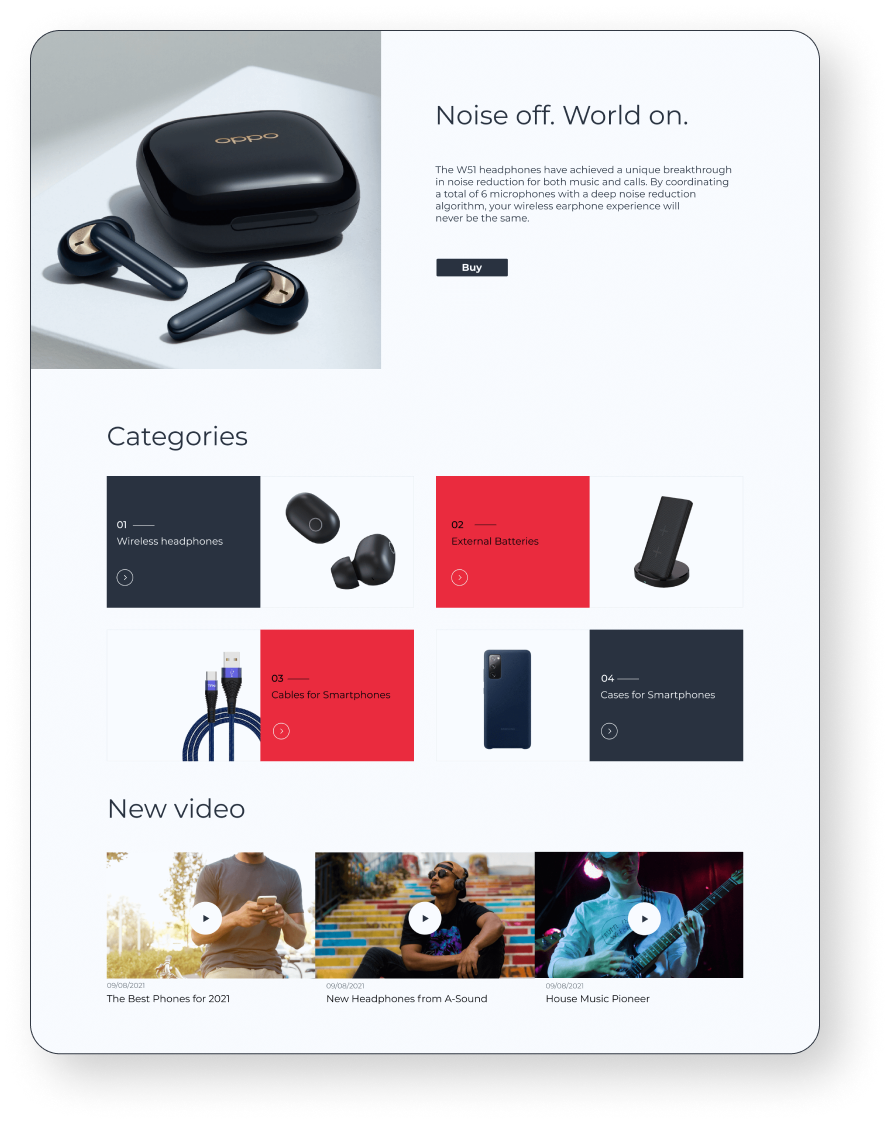 oppo
Noise off. World on.
The W51 headphones have achieved a unique breakthrough
in noise reduction for both music and calls. By coordinating
a total of 6 microphones with a deep noise reduction
algorithm, your wireless earphone experience will
never be the same.
Buy
Categories
01
Wireless headphones
02
External Batteries
03
Cables for Smartphones
04
Cases for Smartphones
New video
09/08/2021
The Best Phones for 2021
09/08/2021
New Headphones from A-Sound
09/08/2021
House Music Pioneer